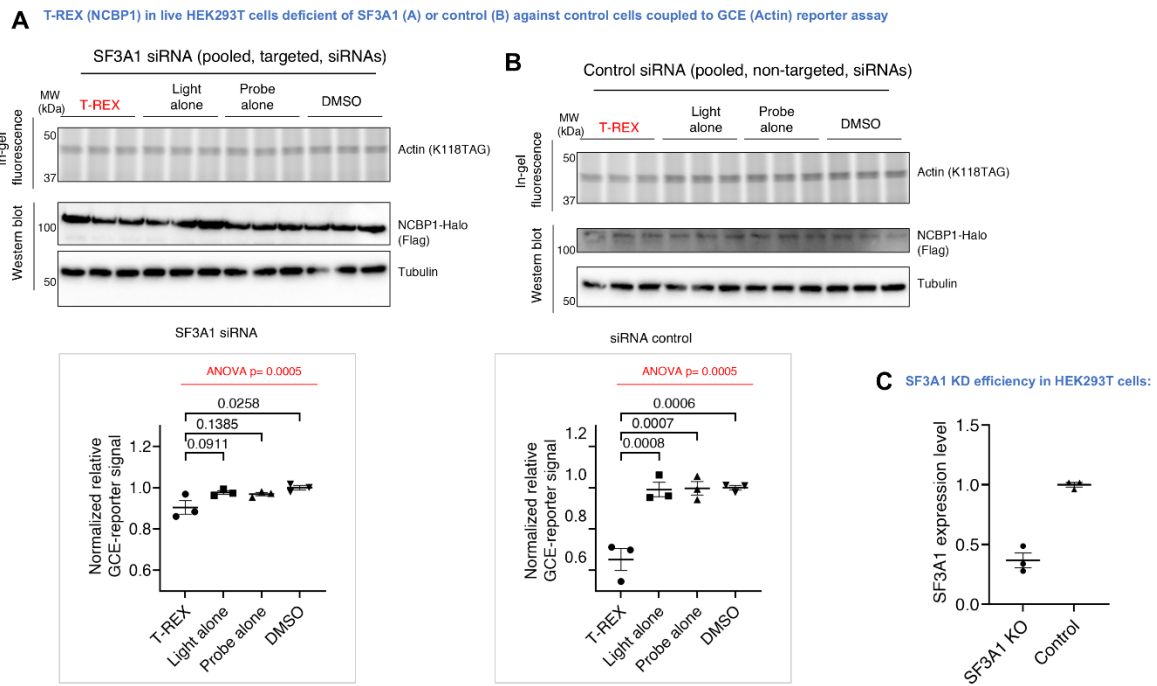 A
T-REX (NCBP1) in live HEK293T cells deficient of SF3A1 (A) or control (B) against control cells coupled to GCE (Actin) reporter assay
SF3A1 siRNA (pooled, targeted, siRNAs)
MW
(kDa)
T-REX
Light
alone
Probe
alone
DMSO
In-gel
fluorescence
50
37
Actin (K118TAG)
Western blot
100
NCBP1-Halo
(Flag)
50
Tubulin
SF3A1 siRNA
ANOVA p= 0.0005
0.0258
0.1385
0.0911
Normalized relative
GCE-reporter signal
1.2
1.0
0.8
0.6
T-REX
Light alone
Probe alone
DMSO
B
Control siRNA (pooled, non-targeted, siRNAs)
MW
(kDa)
T-REX
Light
alone
Probe
alone
DMSO
In-gel
fluorescence
50
37
Actin (K118TAG)
Western blot
100
NCBP1-Halo
(Flag)
50
Tubulin
siRNA control
ANOVA p= 0.0005
0.0006
0.0007
0.0008
Normalized relative
GCE-reporter signal
1.2
1.0
0.8
0.6
T-REX
Light alone
Probe alone
DMSO
C
SF3A1 KD efficiency in HEK293T cells:
SF3A1 expression level
1.5
1.0
0.5
0.0
SF3A1 KO
Control